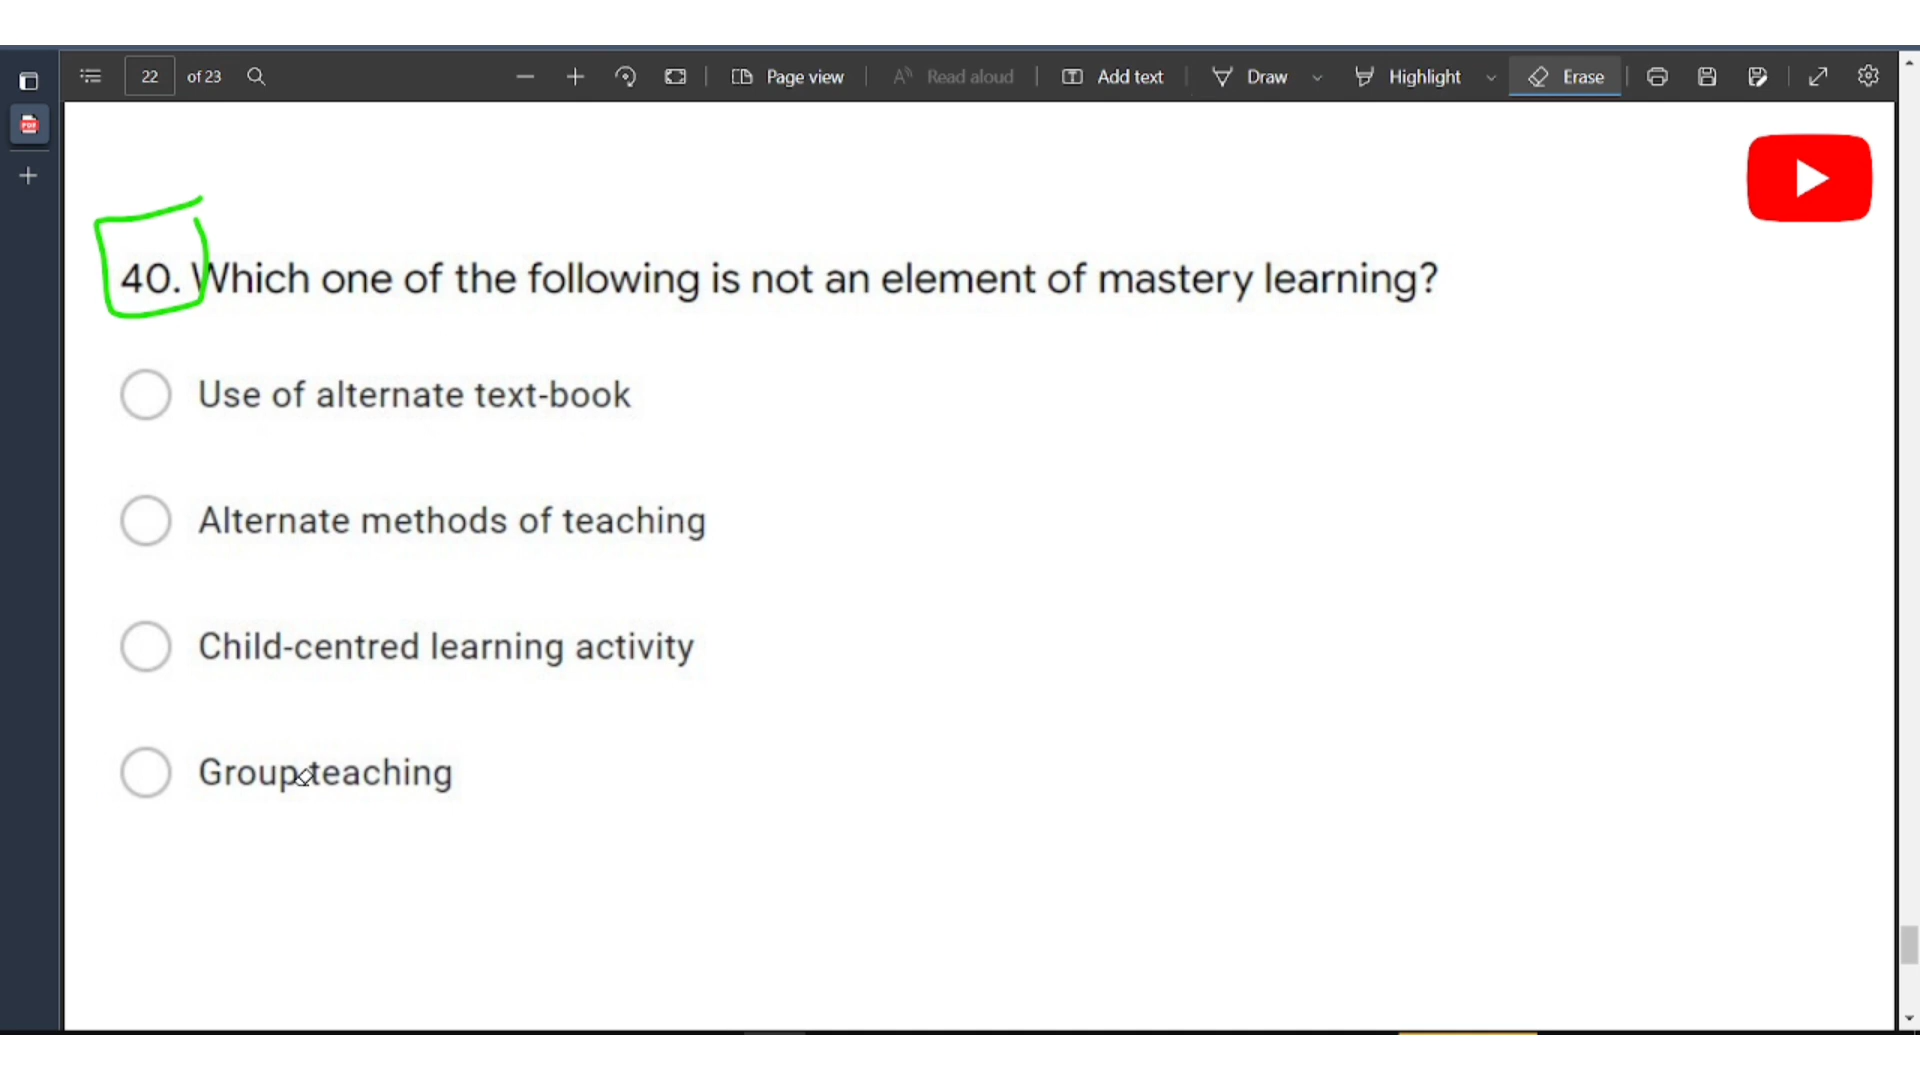 22 of 23 Page view Read aloud Add text Draw Highlight Erase
PDF
40. Which one of the following is not an element of mastery learning?
Use of alternate text-book
Alternate methods of teaching
Child-centred learning activity
Group teaching